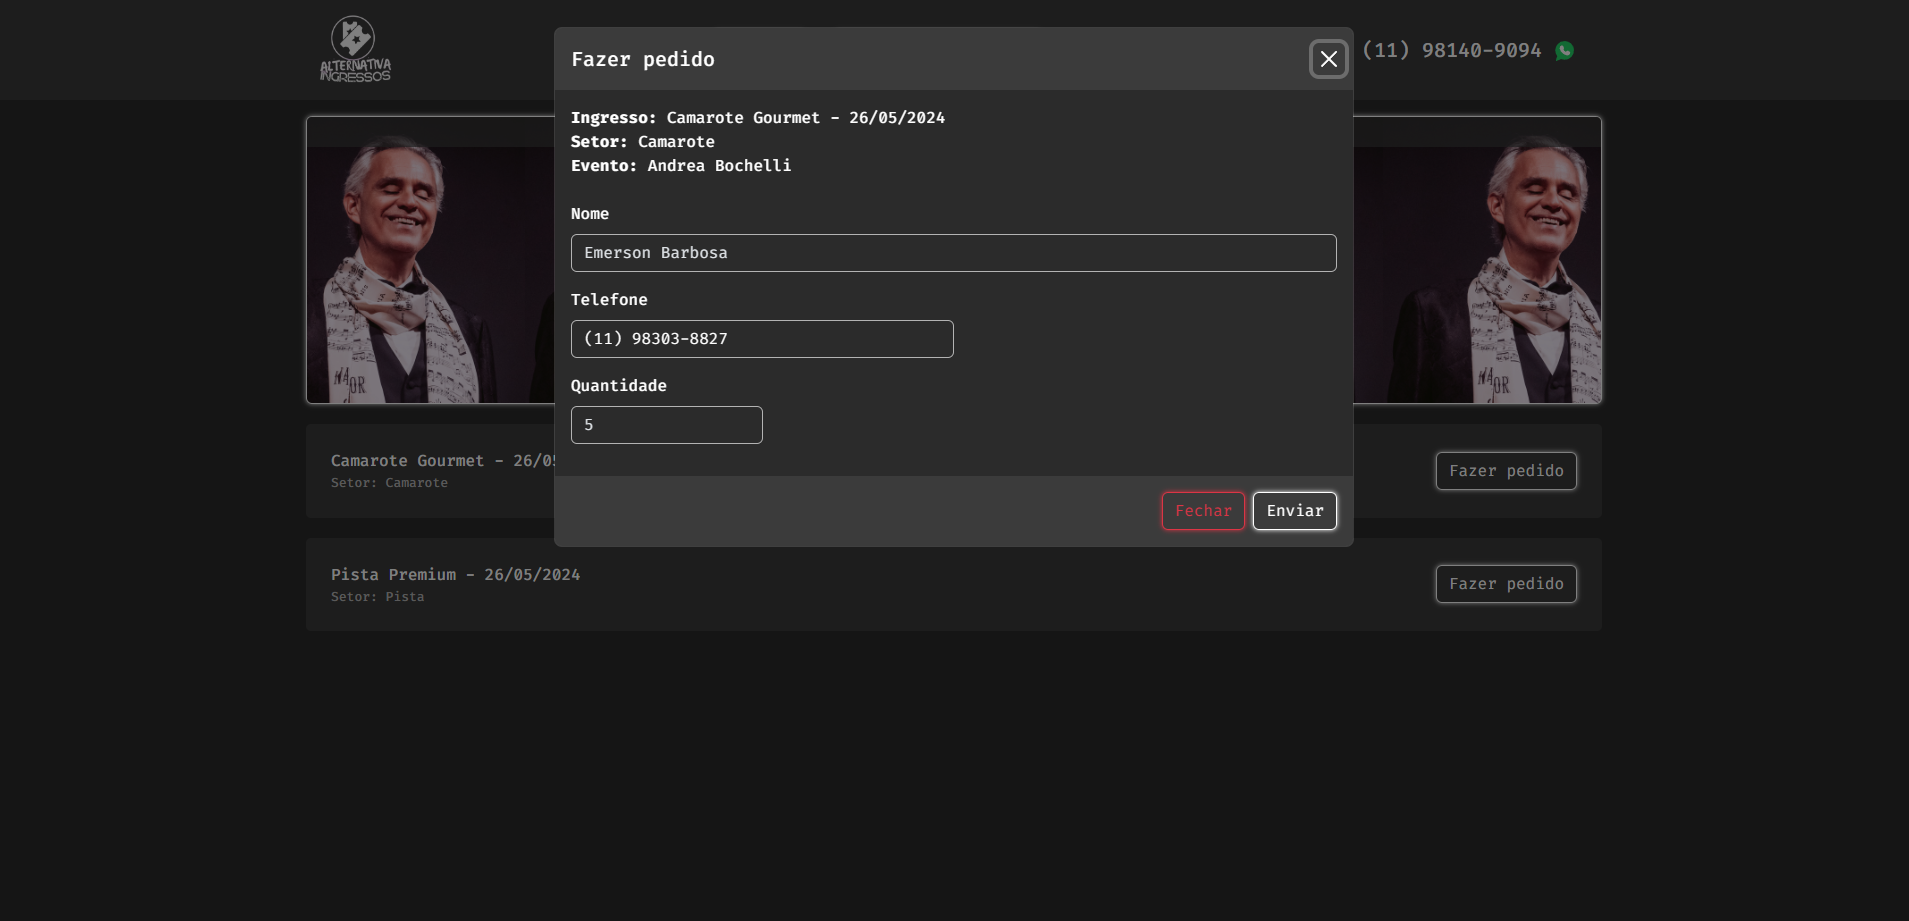 ALTERNATIVA
INGRESSOS
(11) 98140-9094
Fazer pedido
Ingresso: Camarote Gourmet - 26/05/2024
Setor: Camarote
Evento: Andrea Bochelli
Nome
Emerson Barbosa
Telefone
(11) 98303-8827
Quantidade
5
Fechar
Enviar
Camarote Gourmet - 26/05
Setor: Camarote
Fazer pedido
Pista Premium - 26/05/2024
Setor: Pista
Fazer pedido